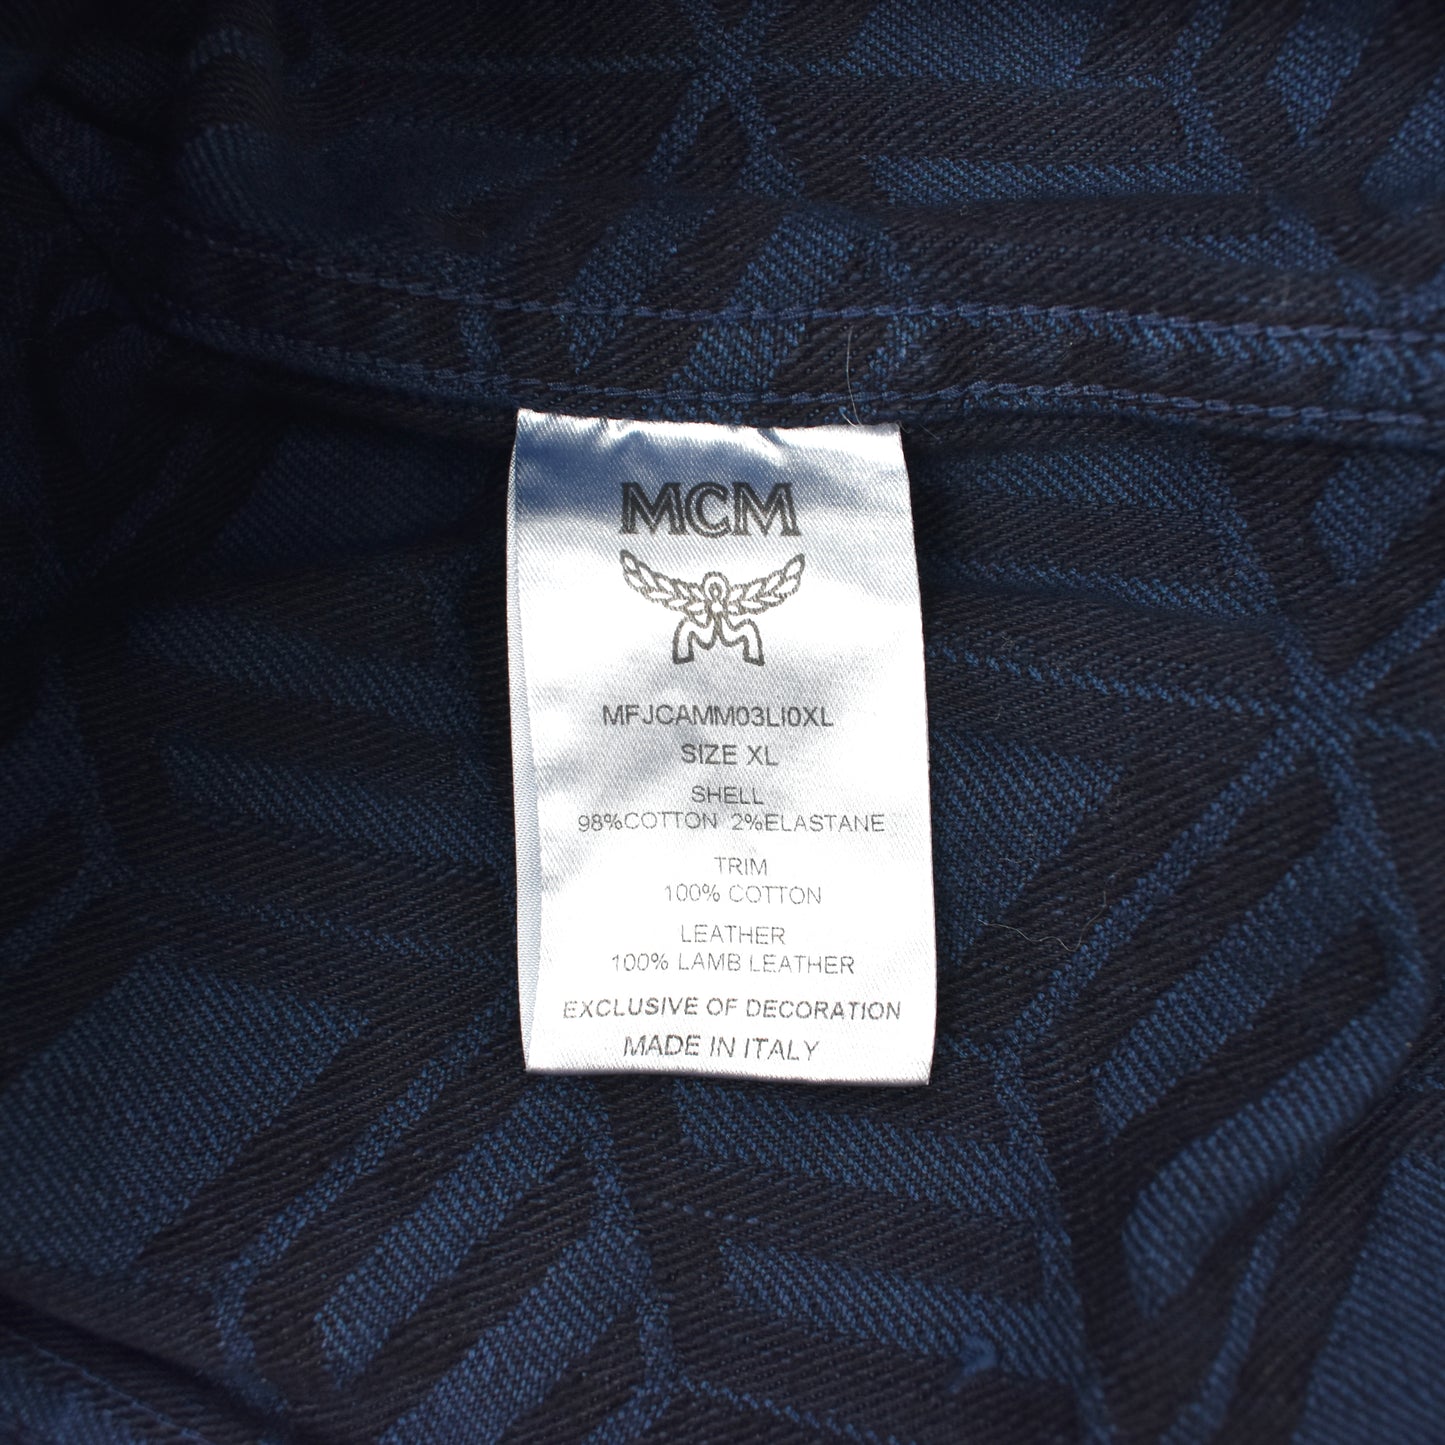 MCM
MFJCAMM03LI0XL
SIZE XL
SHELL
98%COTTON 2%ELASTANE
TRIM
100% COTTON
LEATHER
100% LAMB LEATHER
EXCLUSIVE OF DECORATION
MADE IN ITALY